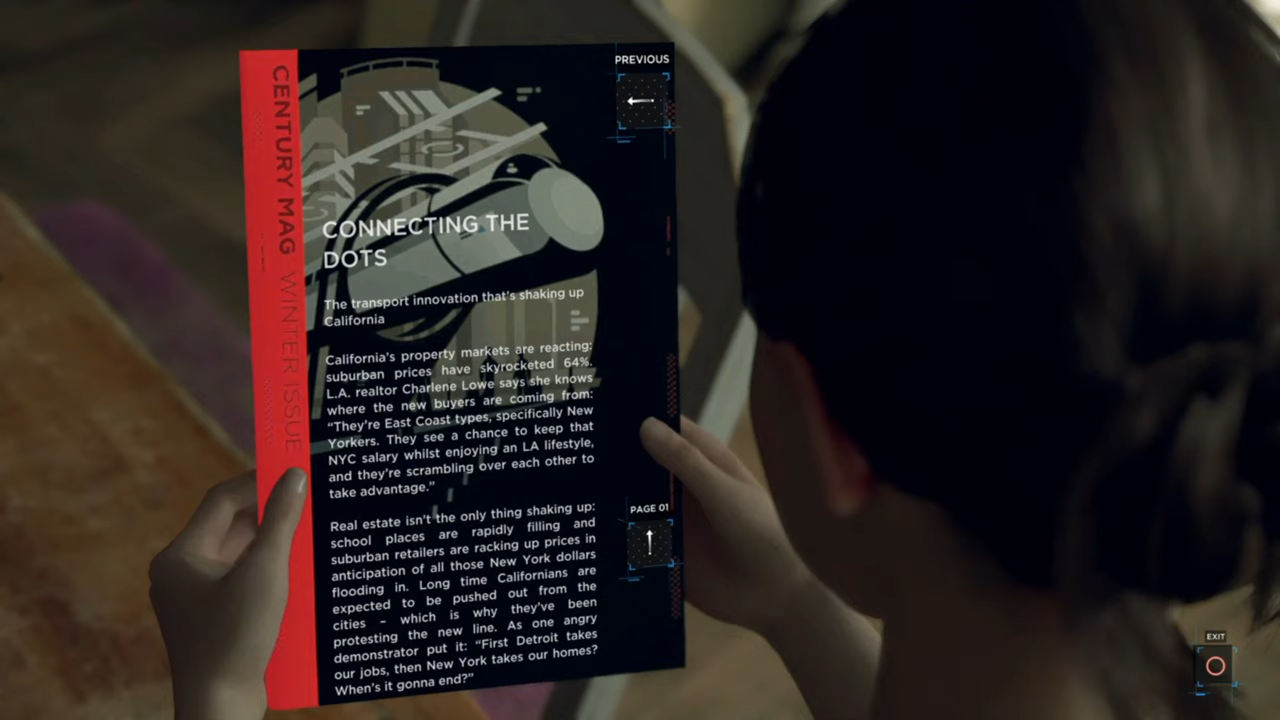 CENTURY MAG WINTER ISSUE
PREVIOUS
CONNECTING THE
DOTS
The transport innovation that's shaking up
California
California's property markets are reacting:
suburban prices have skyrocketed 64%.
L.A. realtor Charlene Lowe says she knows
where the new buyers are coming from:
“They're East Coast types, specifically New
Yorkers. They see a chance to keep that
NYC salary whilst enjoying an LA lifestyle,
and they're scrambling over each other to
take advantage.”
Real estate isn't the only thing shaking up:
school places are rapidly filling and
suburban retailers are racking up prices in
anticipation of all those New York dollars
flooding in. Long time Californians are
expected to be pushed out from the
cities – which is why they've been
protesting the new line. As one angry
demonstrator put it: “First Detroit takes
our jobs, then New York takes our homes?
When's it gonna end?”
PAGE 01
EXIT